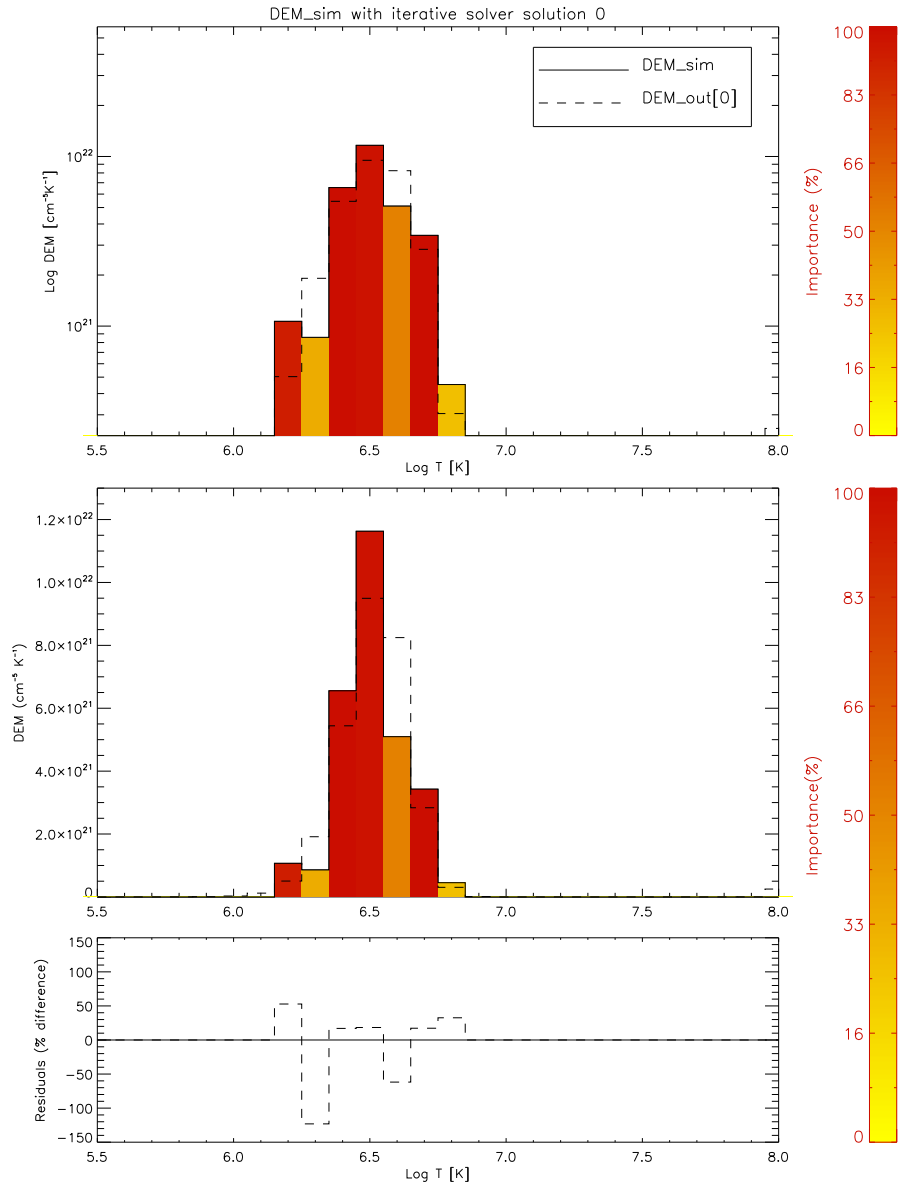 DEM_sim with iterative solver solution 0
DEM_sim
DEM_out[0]
Log DEM [cm⁻⁵K⁻¹]
10²²
10²¹
5.5 6.0 6.5 7.0 7.5 8.0
Log T [K]
Importance (%)
100
83
66
50
33
16
0
DEM (cm⁻⁵ K⁻¹)
1.2×10²²
1.0×10²²
8.0×10²¹
6.0×10²¹
4.0×10²¹
2.0×10²¹
0
5.5 6.0 6.5 7.0 7.5 8.0
Importance(%)
100
83
66
50
33
16
0
Residuals (% difference)
150
100
50
0
−50
−100
−150
5.5 6.0 6.5 7.0 7.5 8.0
Log T [K]